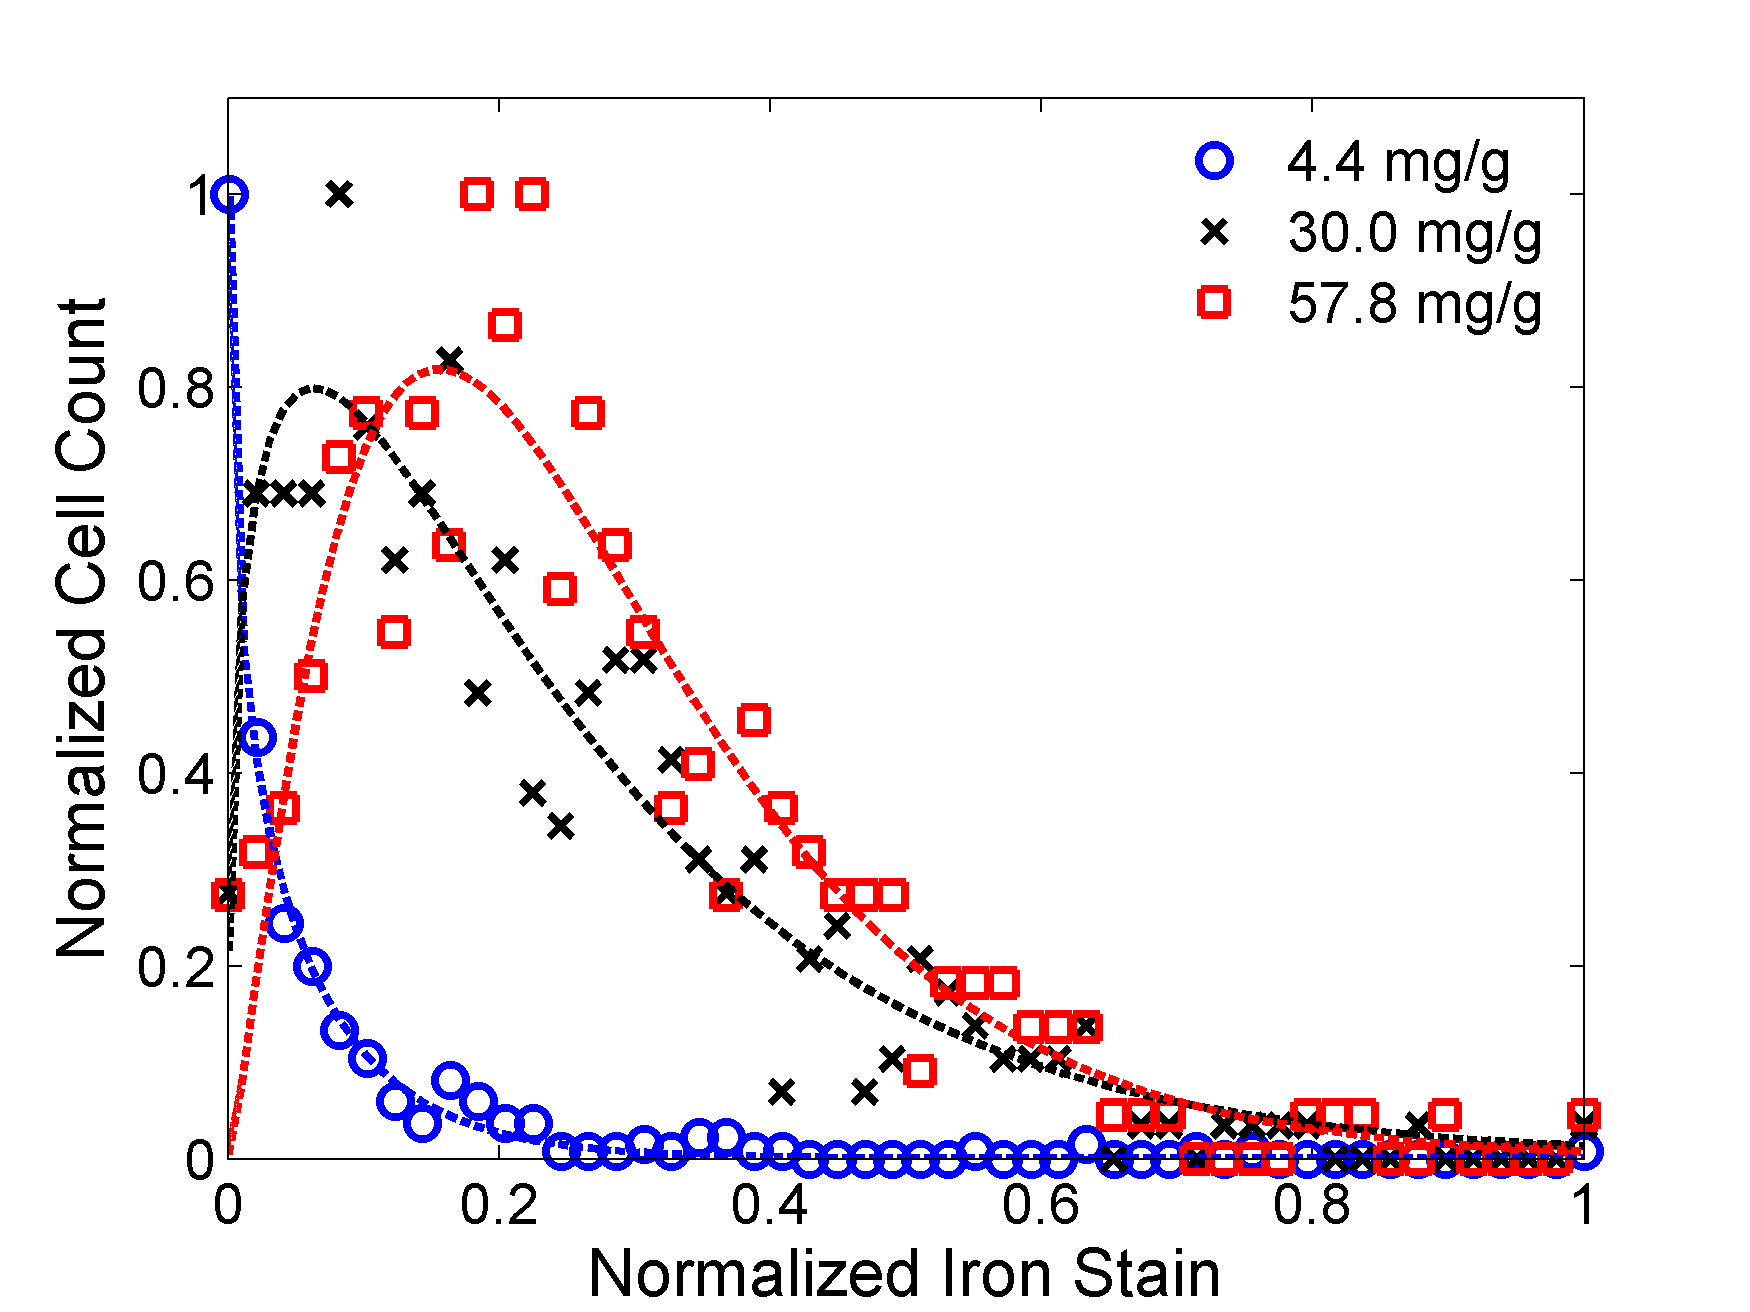 4.4 mg/g
30.0 mg/g
57.8 mg/g
Normalized Cell Count
1
0.8
0.6
0.4
0.2
0
0 0.2 0.4 0.6 0.8 1
Normalized Iron Stain